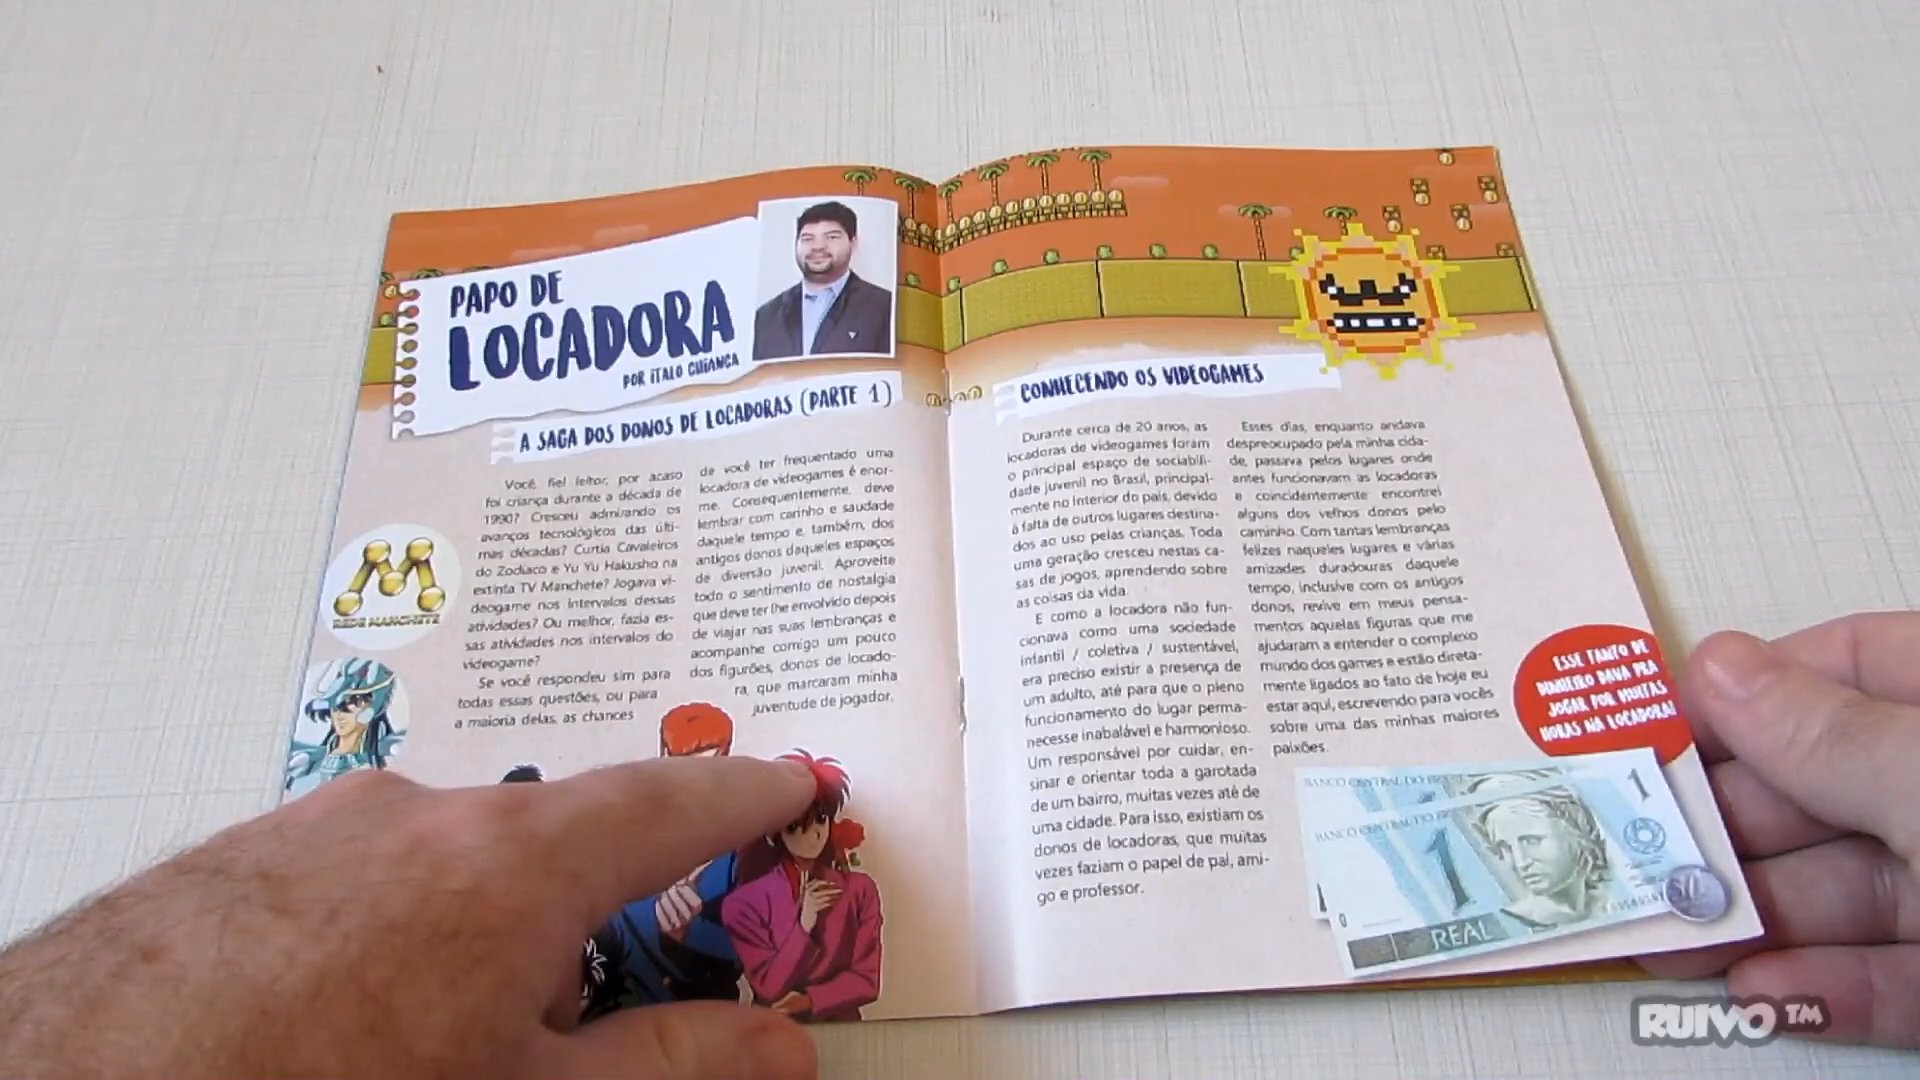 PAPO DE
LOCADORA
POR ÍTALO CHIANCA
A SAGA DOS DONOS DE LOCADORAS (PARTE 1)
Você, fiel leitor, por acaso
foi criança durante a década de
1990? Cresceu admirando os
avanços tecnológicos das últi-
mas décadas? Curtia Cavaleiros
do Zodíaco e Yu Yu Hakusho na
extinta TV Manchete? Jogava vi-
deogame nos intervalos dessas
atividades? Ou melhor, fazia es-
sas atividades nos intervalos do
videogame?
Se você respondeu sim para
todas essas questões, ou para
a maioria delas, as chances
de você ter frequentado uma
locadora de videogames é enor-
me. Consequentemente, deve
lembrar com carinho e saudade
daquele tempo e, também, dos
antigos donos daqueles espaços
de diversão juvenil. Aproveite
todo o sentimento de nostalgia
que deve ter lhe envolvido depois
de viajar nas suas lembranças e
acompanhe comigo um pouco
dos figurões, donos de locado-
ra, que marcaram minha
juventude de jogador.
REDE MANCHETE
CONHECENDO OS VIDEOGAMES
Durante cerca de 20 anos, as
locadoras de videogames foram
o principal espaço de sociabili-
dade juvenil no Brasil, principal-
mente no interior do país, devido
à falta de outros lugares destina-
dos ao uso pelas crianças. Toda
uma geração cresceu nestas ca-
sas de jogos, aprendendo sobre
as coisas da vida.
E como a locadora não fun-
cionava como uma sociedade
infantil / coletiva / sustentável,
era preciso existir a presença de
um adulto, até para que o pleno
funcionamento do lugar perma-
necesse inabalável e harmonioso.
Um responsável por cuidar, en-
sinar e orientar toda a garotada
de um bairro, muitas vezes até de
uma cidade. Para isso, existiam os
donos de locadoras, que muitas
vezes faziam o papel de pai, ami-
go e professor.
Esses dias, enquanto andava
despreocupado pela minha cida-
de, passava pelos lugares onde
antes funcionavam as locadoras
e coincidentemente encontrei
alguns dos velhos donos pelo
caminho. Com tantas lembranças
felizes naqueles lugares e várias
amizades duradouras daquele
tempo, inclusive com os antigos
donos, revive em meus pensa-
mentos aquelas figuras que me
ajudaram a entender o complexo
mundo dos games e estão direta-
mente ligados ao fato de hoje eu
estar aqui, escrevendo para vocês
sobre uma das minhas maiores
paixões.
ESSE TANTO DE
DINHEIRO DAVA PRA
JOGAR POR MUITAS
HORAS NA LOCADORA!
BANCO CENTRAL DO
1
BANCO CENTRAL DO
1
REAL
50
RUIVO™